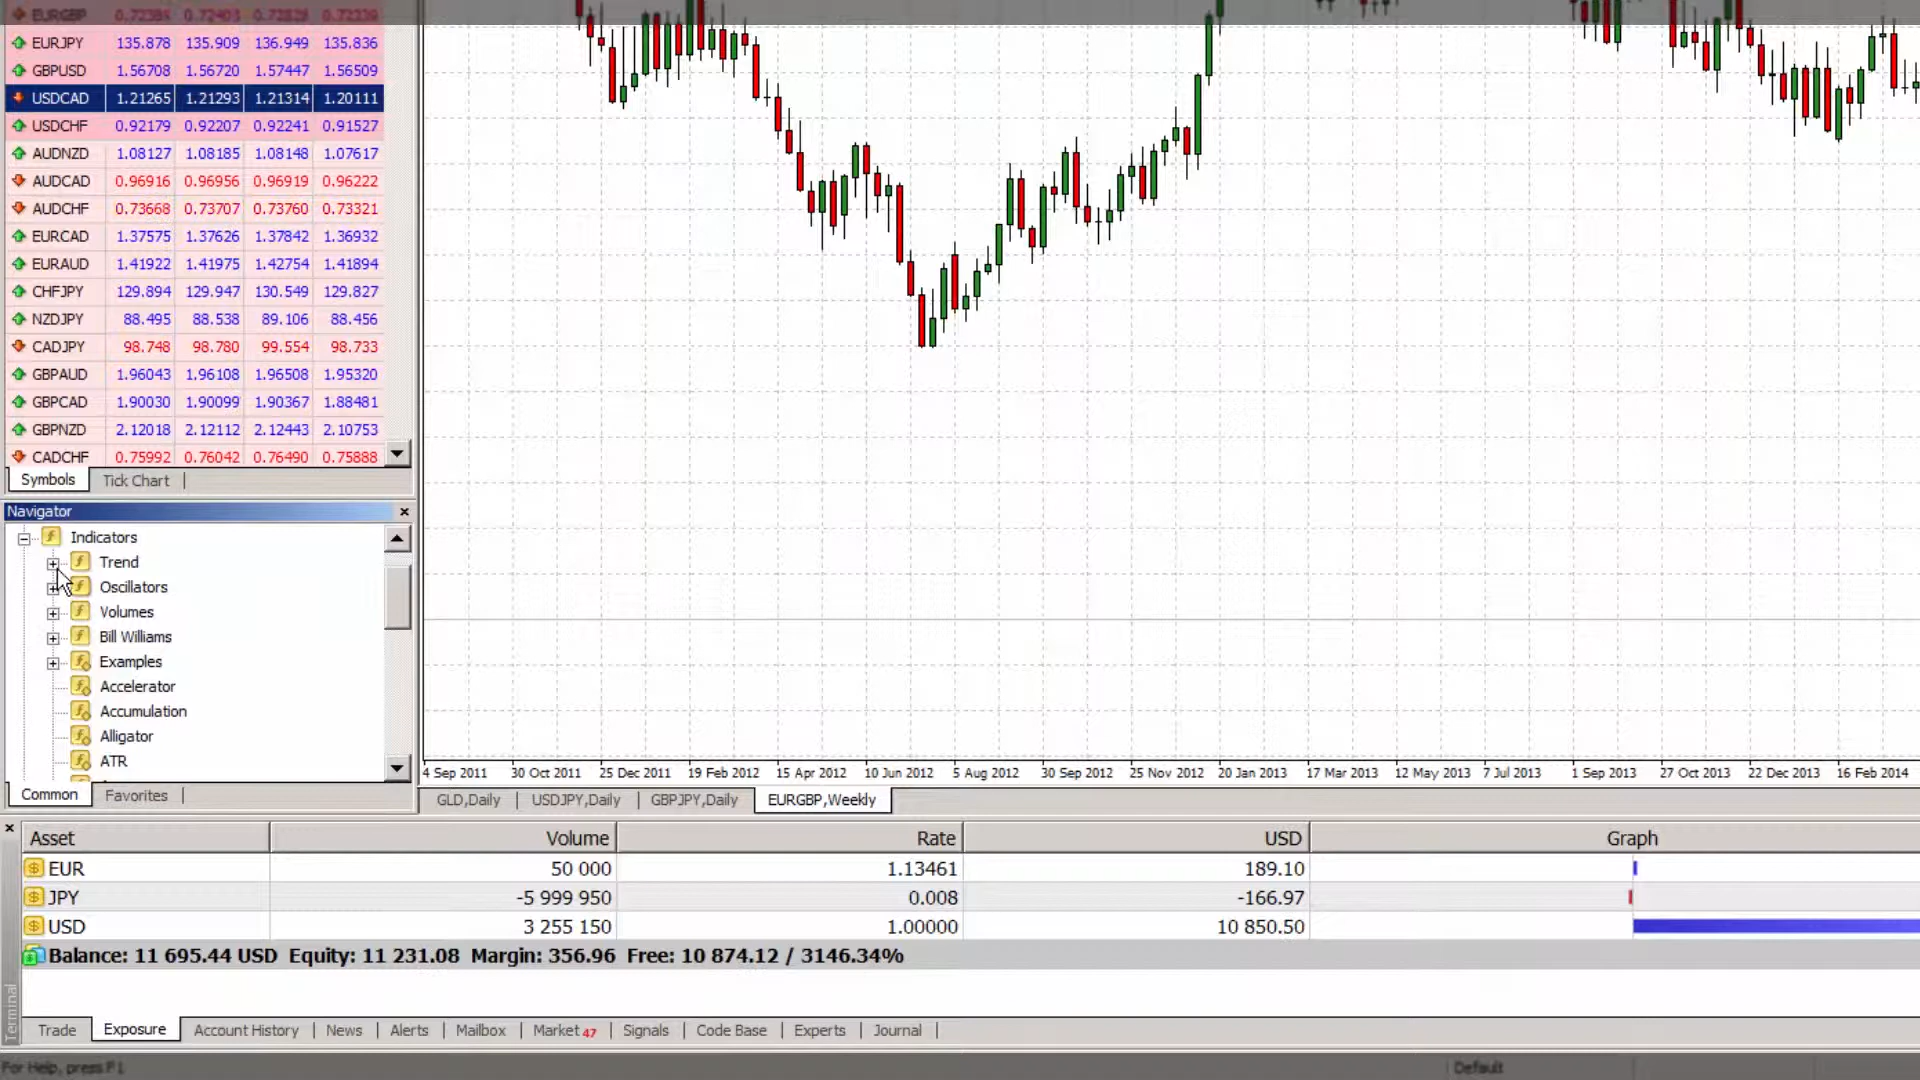 EURGBP 0.72384 0.72403 0.72828 0.72239
EURJPY 135.878 135.909 136.949 135.836
GBPUSD 1.56708 1.56720 1.57447 1.56509
USDCAD 1.21265 1.21293 1.21314 1.20111
USDCHF 0.92179 0.92207 0.92241 0.91527
AUDNZD 1.08127 1.08185 1.08148 1.07617
AUDCAD 0.96916 0.96956 0.96919 0.96222
AUDCHF 0.73668 0.73707 0.73760 0.73321
EURCAD 1.37575 1.37626 1.37842 1.36932
EURAUD 1.41922 1.41975 1.42754 1.41894
CHFJPY 129.894 129.947 130.549 129.827
NZDJPY 88.495 88.538 89.106 88.456
CADJPY 98.748 98.780 99.554 98.733
GBPAUD 1.96043 1.96108 1.96508 1.95320
GBPCAD 1.90030 1.90099 1.90367 1.88481
GBPNZD 2.12018 2.12112 2.12443 2.10753
CADCHF 0.75992 0.76042 0.76490 0.75888
Symbols Tick Chart
Navigator
Indicators
Trend
Oscillators
Volumes
Bill Williams
Examples
Accelerator
Accumulation
Alligator
ATR
Common Favorites
4 Sep 2011 30 Oct 2011 25 Dec 2011 19 Feb 2012 15 Apr 2012 10 Jun 2012 5 Aug 2012 30 Sep 2012 25 Nov 2012 20 Jan 2013 17 Mar 2013 12 May 2013 7 Jul 2013 1 Sep 2013 27 Oct 2013 22 Dec 2013 16 Feb 2014
GLD,Daily USDJPY,Daily GBPJPY,Daily EURGBP,Weekly
Asset Volume Rate USD Graph
EUR 50 000 1.13461 189.10
JPY -5 999 950 0.008 -166.97
USD 3 255 150 1.00000 10 850.50
Balance: 11 695.44 USD Equity: 11 231.08 Margin: 356.96 Free: 10 874.12 / 3146.34%
Terminal
Trade Exposure Account History News Alerts Mailbox Market 47 Signals Code Base Experts Journal
For Help, press F1 Default